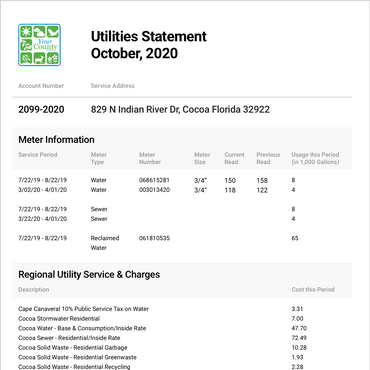 Your
County
Utilities Statement
October, 2020
Account Number Service Address
2099-2020 829 N Indian River Dr, Cocoa Florida 32922
Meter Information
Service Period Meter Type Meter Number Meter Size Current Read Previous Read Usage this Period (in 1,000 Gallons)
7/22/19 - 8/22/19 Water 068615281 3/4" 150 158 8
3/02/20 - 4/01/20 Water 003013420 3/4" 118 122 4
7/22/19 - 8/22/19 Sewer 8
3/22/20 - 4/01/20 Sewer 4
7/22/19 - 8/22/19 Reclaimed Water 061810535 65
Regional Utility Service & Charges
Description Cost this Period
Cape Canaveral 10% Public Service Tax on Water 3.31
Cocoa Stormwater Residential 7.00
Cocoa Water - Base & Consumption/Inside Rate 47.70
Cocoa Sewer - Residential/Inside Rate 72.49
Cocoa Solid Waste - Residential Garbage 10.28
Cocoa Solid Waste - Residential Greenwaste 1.93
Cocoa Solid Waste - Residential Recycling 2.28